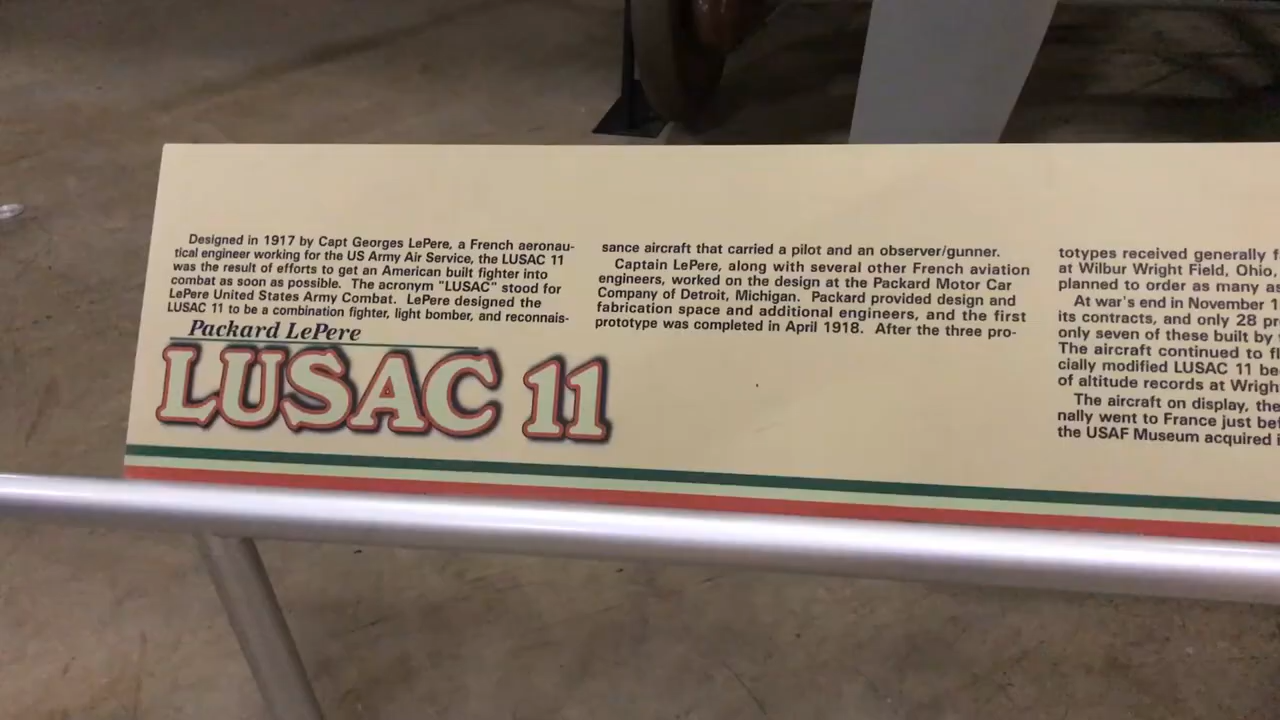 Designed in 1917 by Capt Georges LePere, a French aeronau-
tical engineer working for the US Army Air Service, the LUSAC 11
was the result of efforts to get an American built fighter into
combat as soon as possible. The acronym "LUSAC" stood for
LePere United States Army Combat. LePere designed the
LUSAC 11 to be a combination fighter, light bomber, and reconnais-
Packard LePere
LUSAC 11
sance aircraft that carried a pilot and an observer/gunner.
Captain LePere, along with several other French aviation
engineers, worked on the design at the Packard Motor Car
Company of Detroit, Michigan. Packard provided design and
fabrication space and additional engineers, and the first
prototype was completed in April 1918. After the three pro-
totypes received generally
at Wilbur Wright Field, Ohio,
planned to order as many as
At war's end in November
its contracts, and only 28
only seven of these built by
The aircraft continued to
cially modified LUSAC 11
of altitude records at
The aircraft on display, the
nally went to France just
the USAF Museum acquired